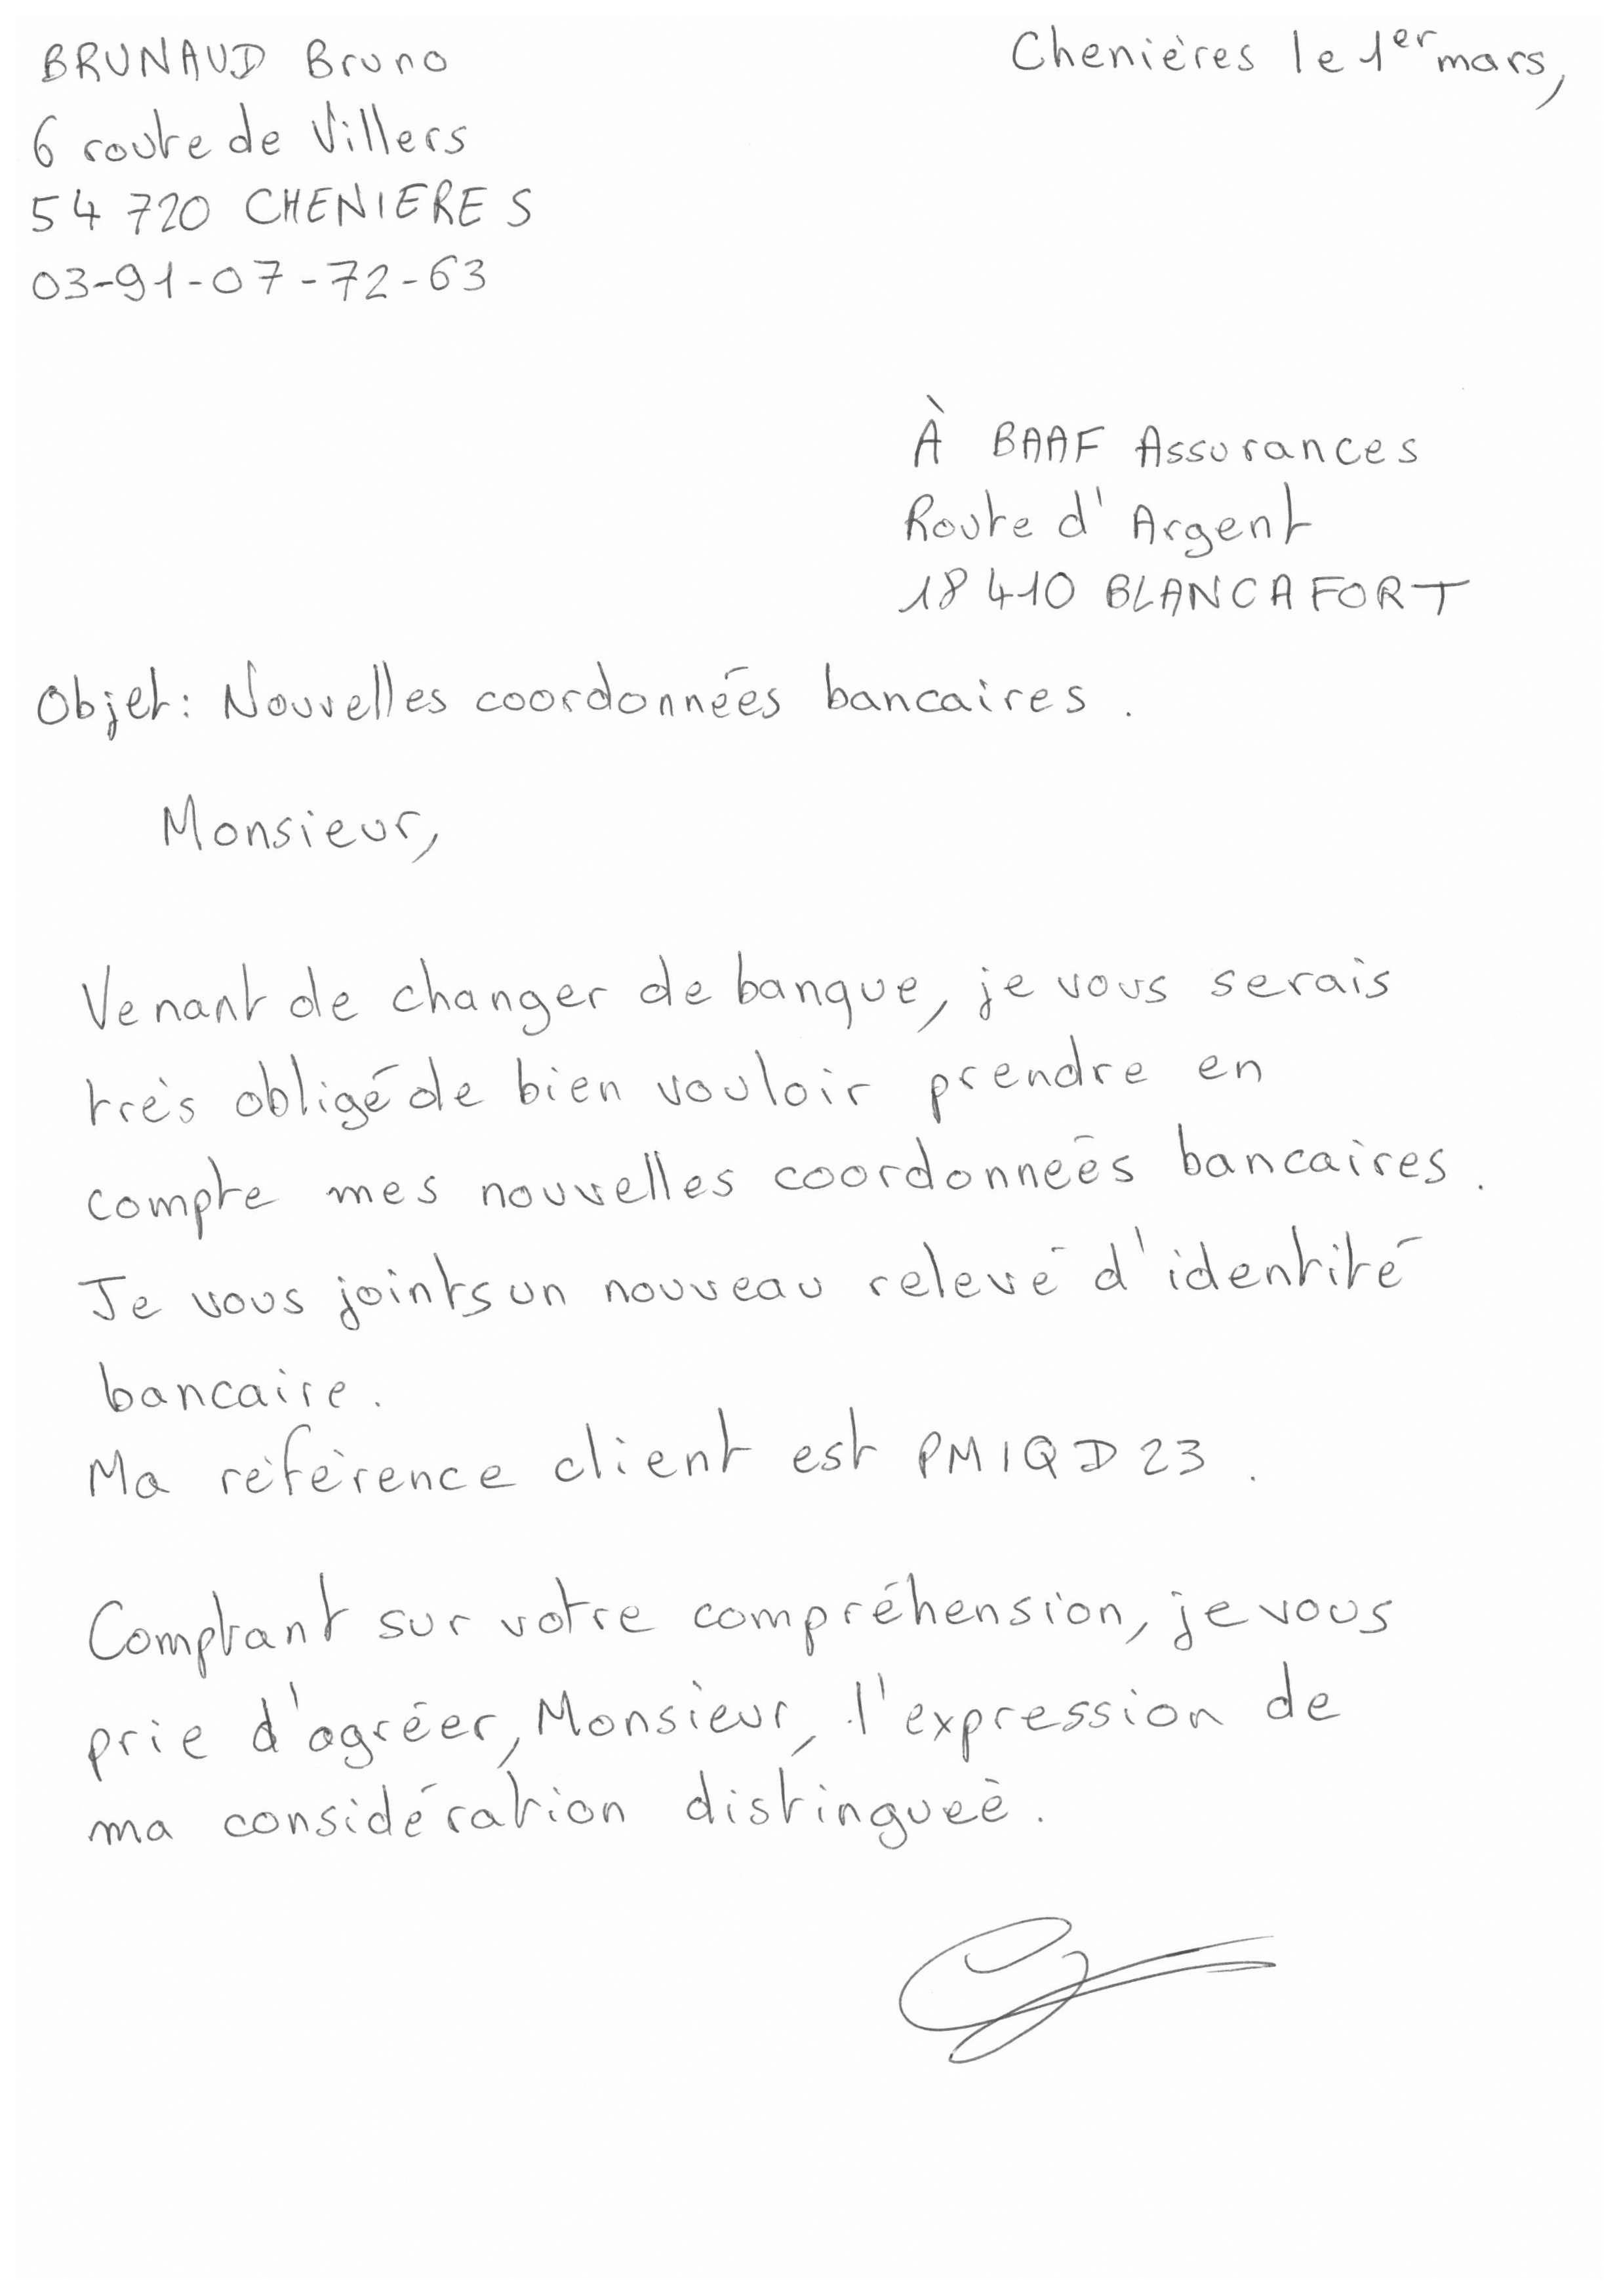 BRUNAUD Bruno
Chenières le 1er mars,
6 route de Villers
54 720 CHENIERES
03-91-07-72-63
À BAAF Assurances
Route d'Argent
18 410 BLANCAFORT
Objet: Nouvelles coordonnées bancaires.
Monsieur,
Venant de changer de banque, je vous serais
très obligé de bien vouloir prendre en
compte mes nouvelles coordonnées bancaires.
Je vous joints un nouveau relevé d'identité
bancaire.
Ma référence client est PMIQD23.
Comptant sur votre compréhension, je vous
prie d'agréer, Monsieur, l'expression de
ma considération distinguée.